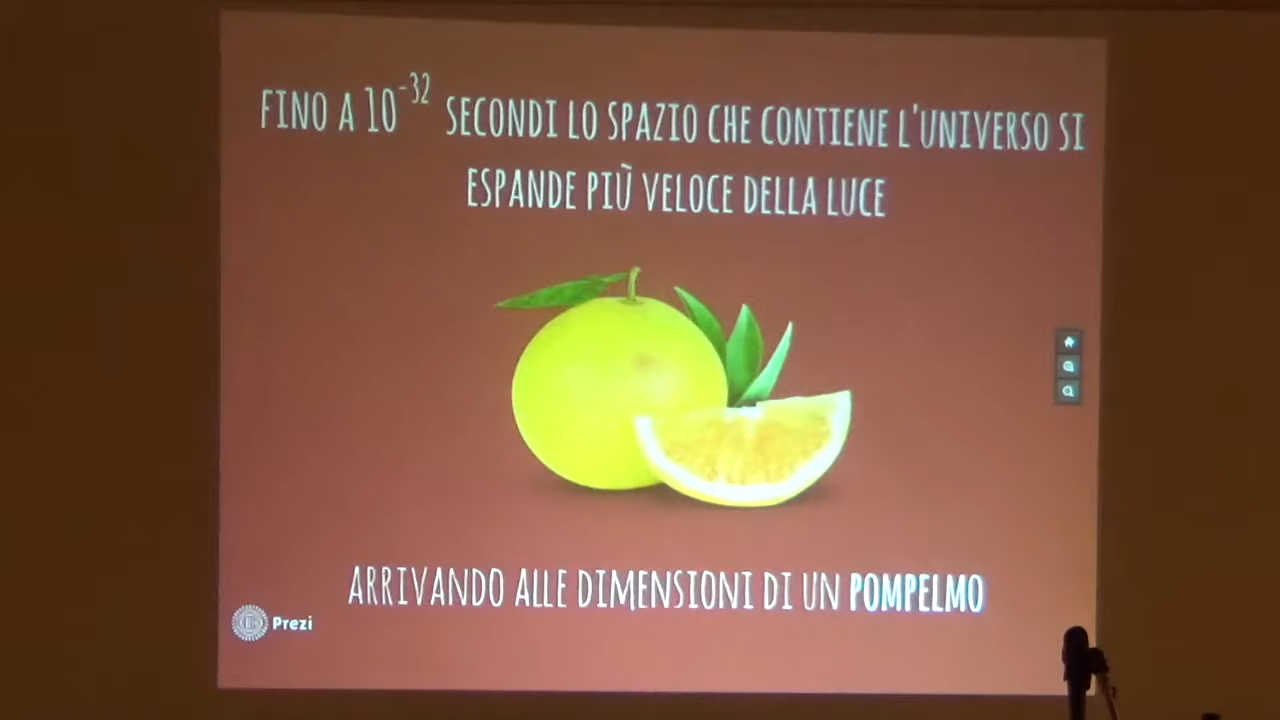 FINO A 10⁻³² SECONDI LO SPAZIO CHE CONTIENE L'UNIVERSO SI
ESPANDE PIÙ VELOCE DELLA LUCE
ARRIVANDO ALLE DIMENSIONI DI UN POMPELMO
Prezi